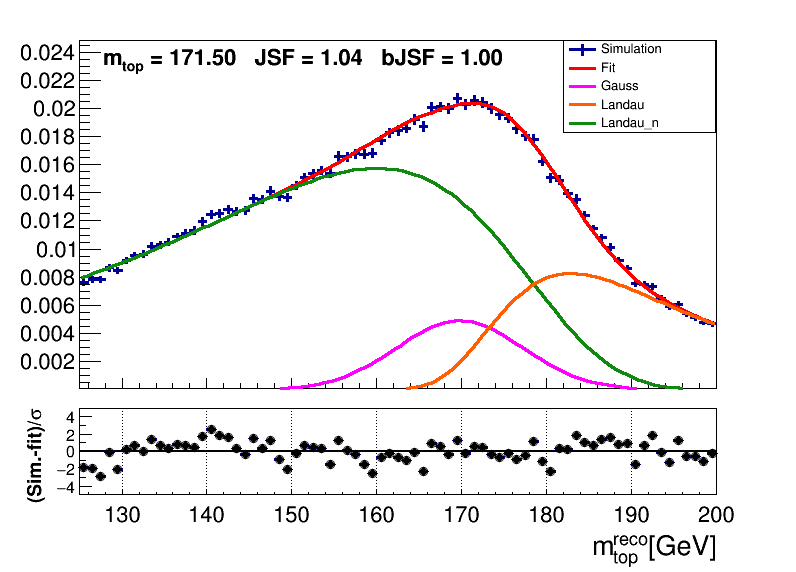 m_top = 171.50 JSF = 1.04 bJSF = 1.00
Simulation
Fit
Gauss
Landau
Landau_n
0.024
0.022
0.02
0.018
0.016
0.014
0.012
0.01
0.008
0.006
0.004
0.002
(Sim.-fit)/σ
4
2
0
−2
−4
130 140 150 160 170 180 190 200
m_top^reco [GeV]